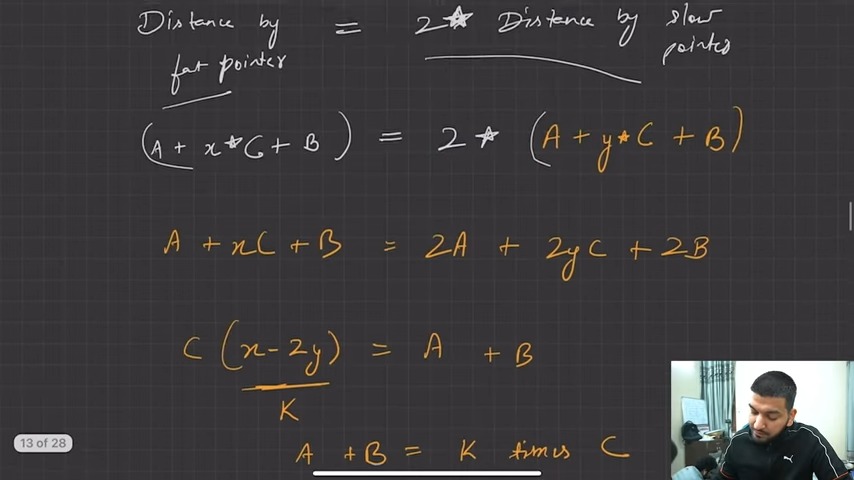 Distance by = 2* Distance by slow
fat pointer pointer
(A + x*C + B) = 2 * (A + y*C + B)
A + xC + B = 2A + 2yC + 2B
C (x-2y) = A + B
K
A + B = K times C
13 of 28